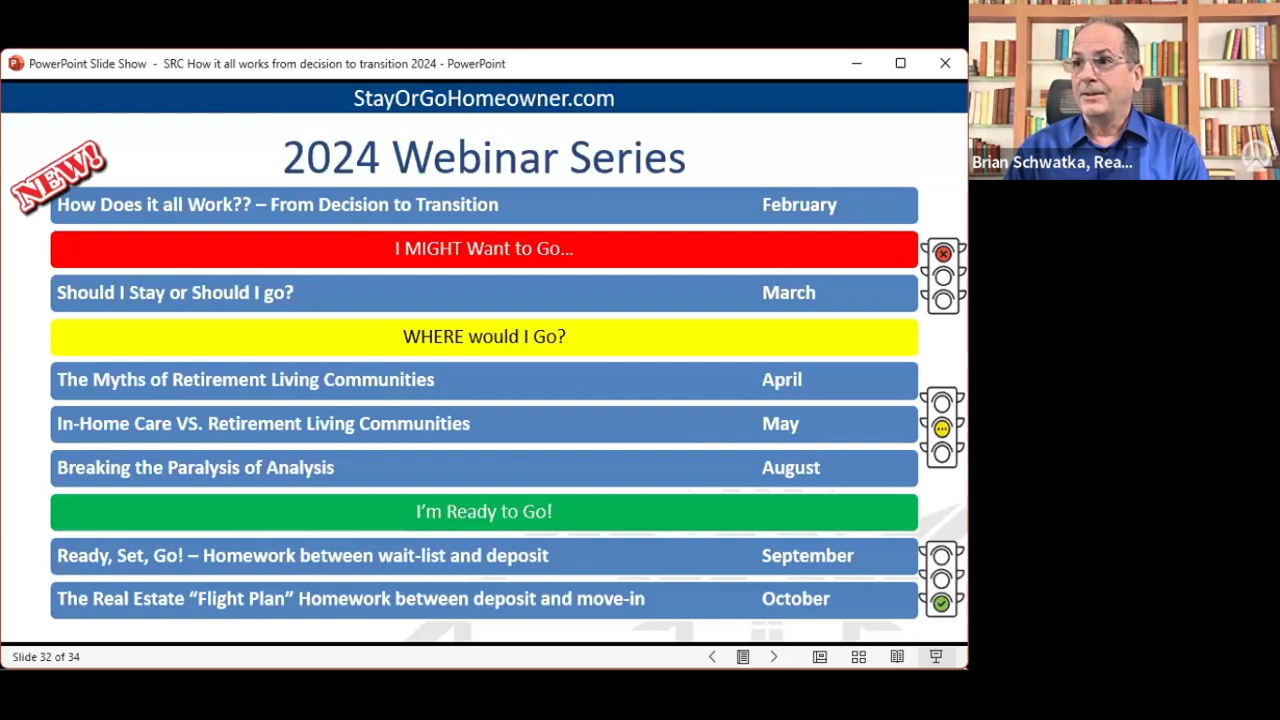 PowerPoint Slide Show - SRC How it all works from decision to transition 2024 - PowerPoint
StayOrGoHomeowner.com
2024 Webinar Series
NEW!
How Does it all Work?? – From Decision to Transition February
I MIGHT Want to Go...
Should I Stay or Should I go? March
WHERE would I Go?
The Myths of Retirement Living Communities April
In-Home Care VS. Retirement Living Communities May
Breaking the Paralysis of Analysis August
I'm Ready to Go!
Ready, Set, Go! – Homework between wait-list and deposit September
The Real Estate “Flight Plan” Homework between deposit and move-in October
Slide 32 of 34
Brian Schwatka, Rea...